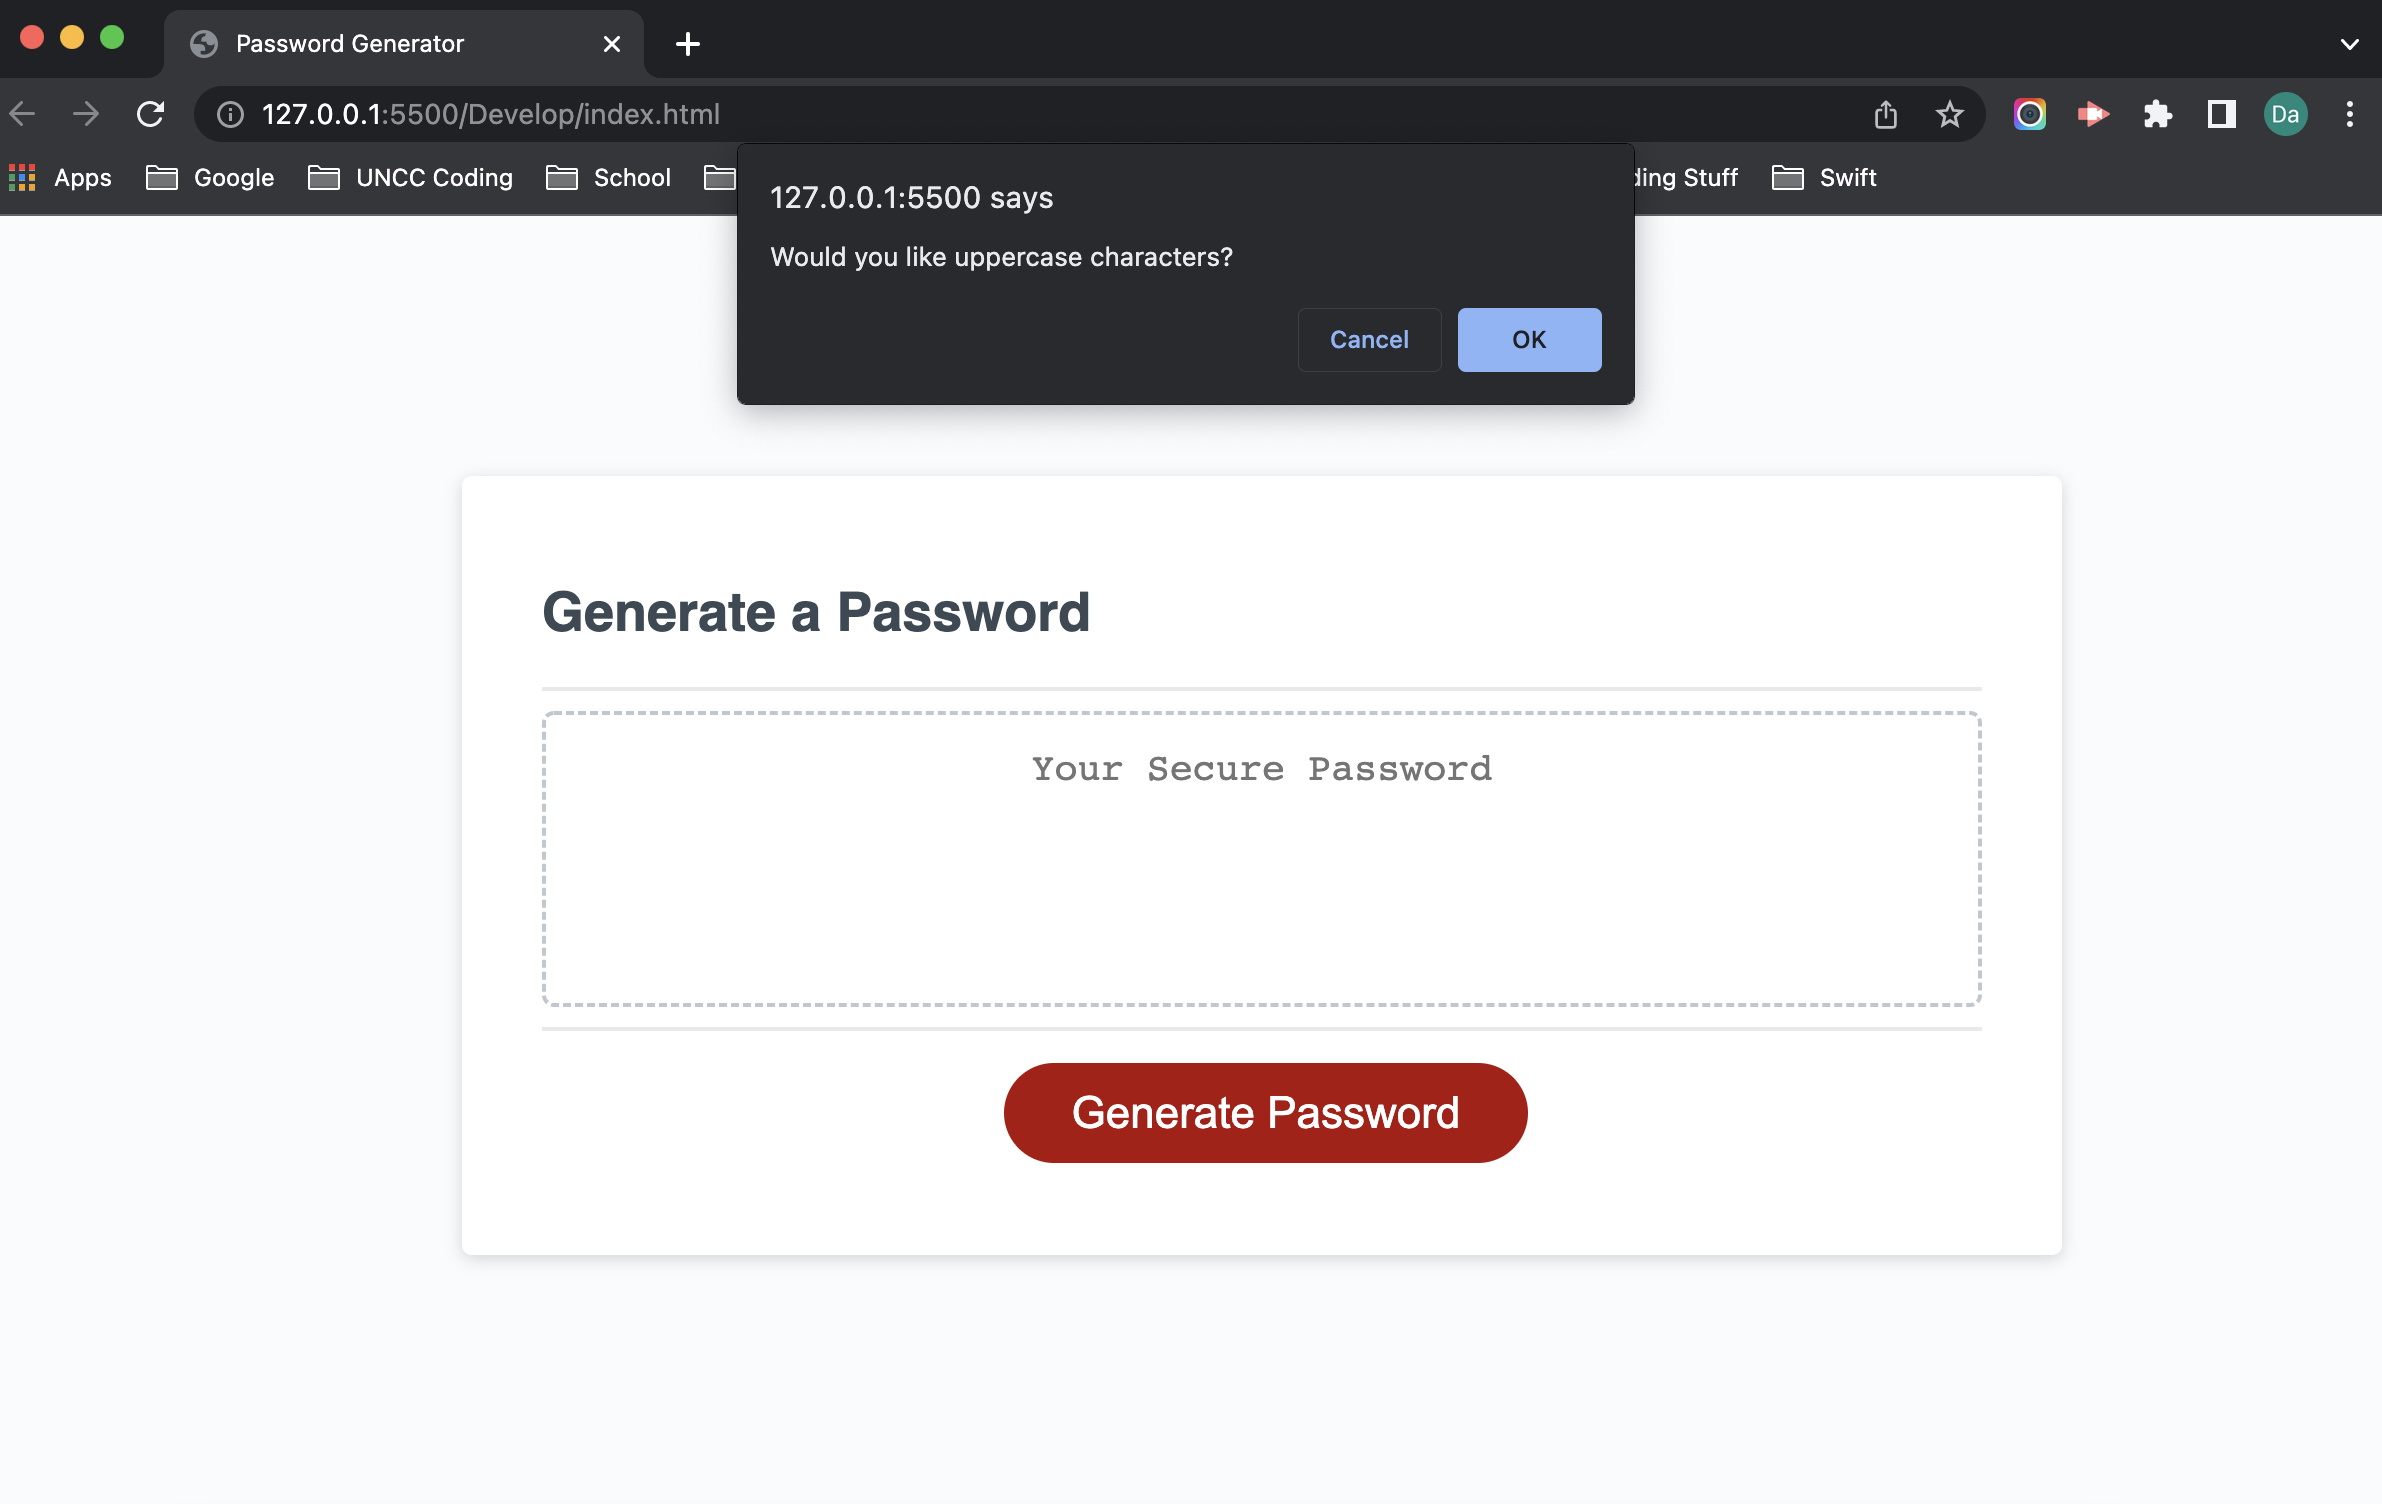 Password Generator
127.0.0.1:5500/Develop/index.html
Da
Apps
Google
UNCC Coding
School
Stuff
Swift
127.0.0.1:5500 says
Would you like uppercase characters?
Cancel
OK
Generate a Password
Your Secure Password
Generate Password